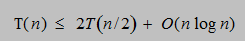 T(n) ≤ 2T(n/2) + O(n log n)